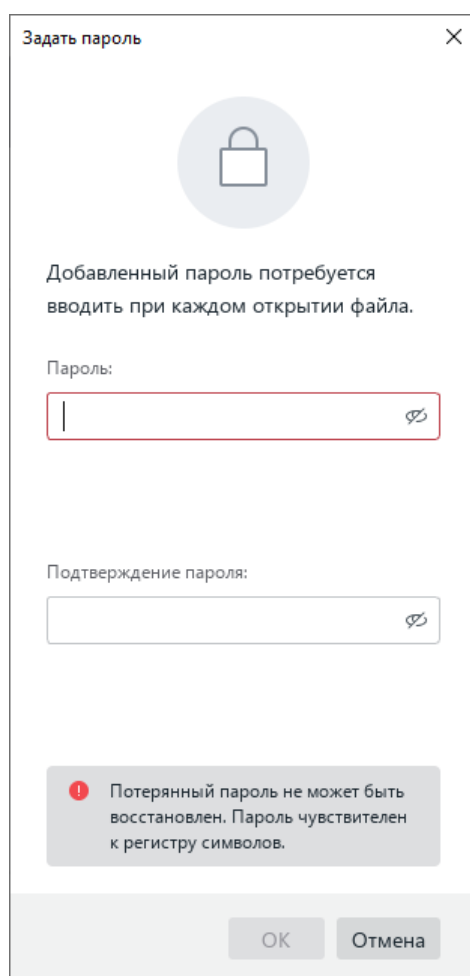 Задать пароль
Добавленный пароль потребуется
вводить при каждом открытии файла.
Пароль:
Подтверждение пароля:
Потерянный пароль не может быть
восстановлен. Пароль чувствителен
к регистру символов.
ОК
Отмена